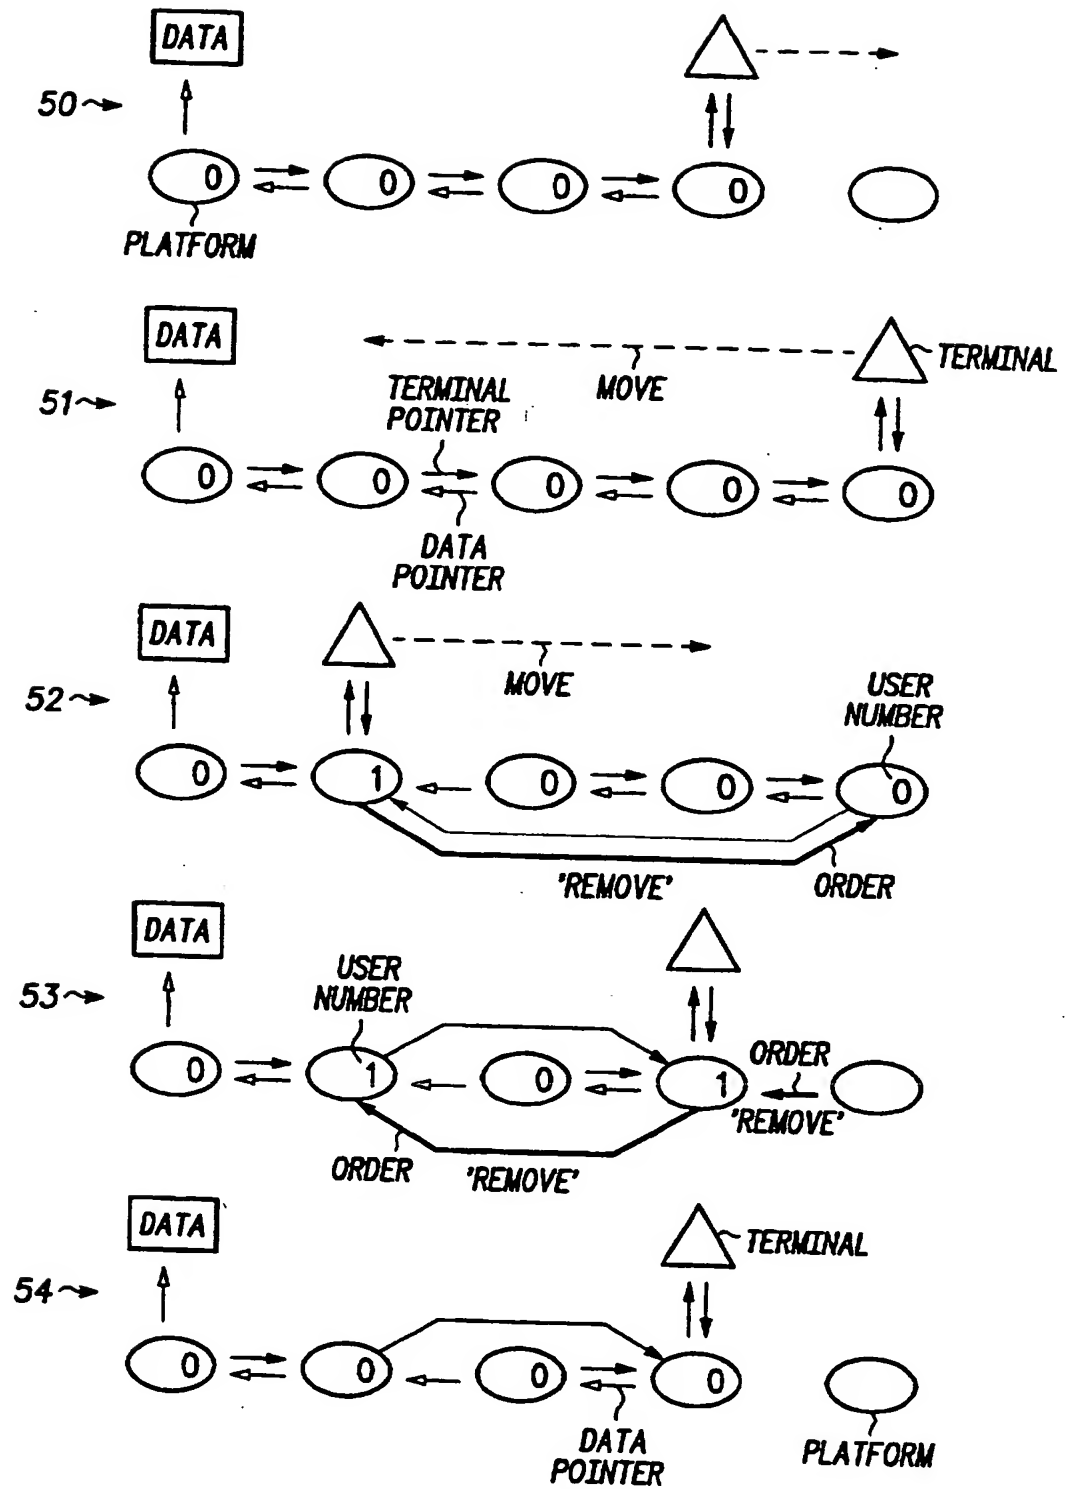 DATA
50
0 0 0 0
PLATFORM
DATA
TERMINAL
MOVE
51
TERMINAL
POINTER
0 0 0 0 0
DATA
POINTER
DATA
MOVE
52
USER
NUMBER
0 1 0 0 0
'REMOVE' ORDER
DATA
53
USER
NUMBER
ORDER
0 1 0 1
'REMOVE'
ORDER 'REMOVE'
DATA
TERMINAL
54
0 0 0 0
DATA
POINTER
PLATFORM